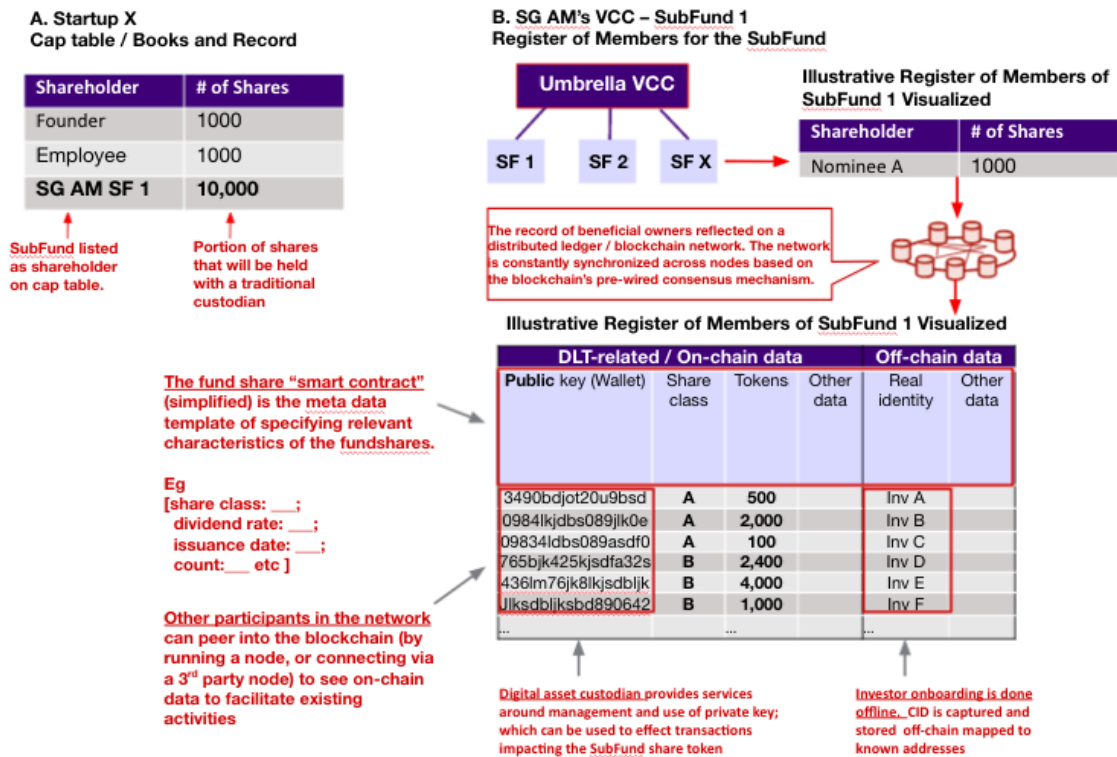 A. Startup X
Cap table / Books and Record
Shareholder # of Shares
Founder 1000
Employee 1000
SG AM SF 1 10,000
SubFund listed
as shareholder
on cap table.
Portion of shares
that will be held
with a traditional
custodian
B. SG AM's VCC – SubFund 1
Register of Members for the SubFund
Umbrella VCC
SF 1 SF 2 SF X
Illustrative Register of Members of
SubFund 1 Visualized
Shareholder # of Shares
Nominee A 1000
The record of beneficial owners reflected on a
distributed ledger / blockchain network. The network
is constantly synchronized across nodes based on
the blockchain's pre-wired consensus mechanism.
Illustrative Register of Members of SubFund 1 Visualized
DLT-related / On-chain data Off-chain data
Public key (Wallet) Share class Tokens Other data Real identity Other data
3490bdjot20u9bsd A 500 Inv A
0984lkjdbs089jlk0e A 2,000 Inv B
09834ldbs089asdf0 A 100 Inv C
765bjk425kjsdfa32s B 2,400 Inv D
436lm76jk8lkjsdbljk B 4,000 Inv E
Jlksdbljksbd890642 B 1,000 Inv F
... ... ...
The fund share "smart contract"
(simplified) is the meta data
template of specifying relevant
characteristics of the fundshares.
Eg
[share class: ___;
dividend rate: ___;
issuance date: ___;
count:___ etc ]
Other participants in the network
can peer into the blockchain (by
running a node, or connecting via
a 3rd party node) to see on-chain
data to facilitate existing
activities
Digital asset custodian provides services
around management and use of private key;
which can be used to effect transactions
impacting the SubFund share token
Investor onboarding is done
offline. CID is captured and
stored off-chain mapped to
known addresses